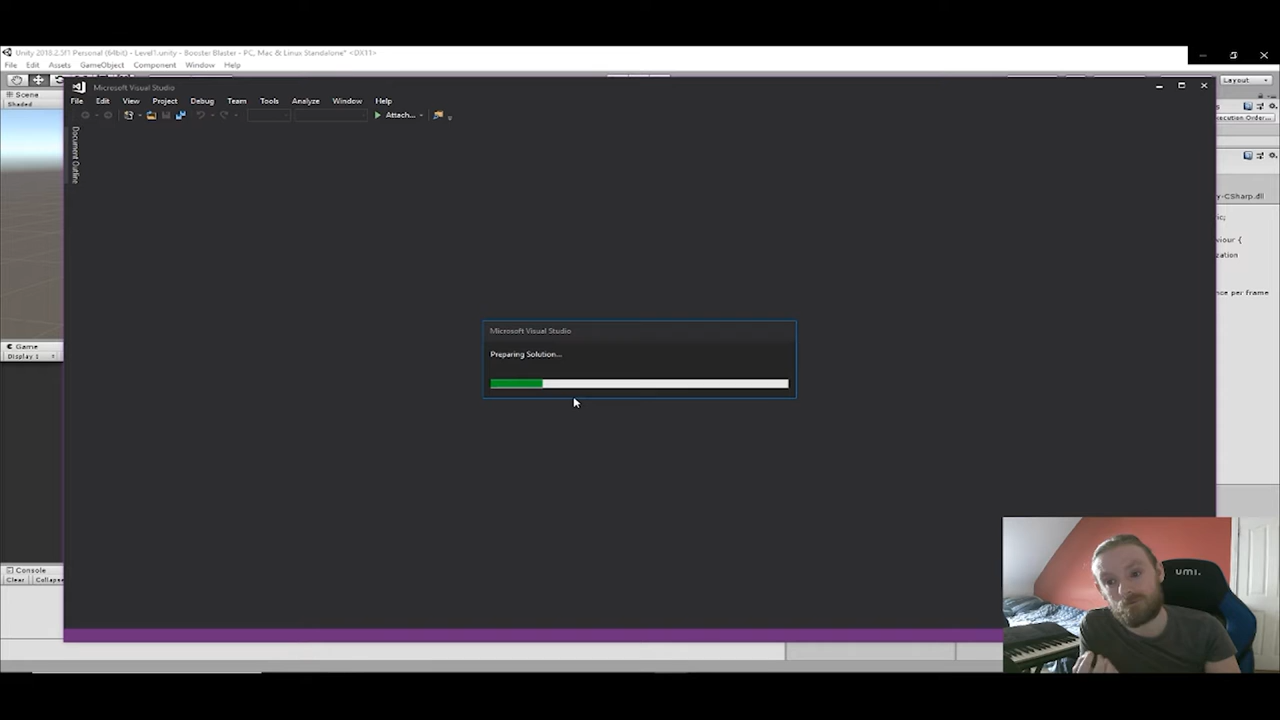 Unity 2018.2.5f1 Personal (64bit) - Level1.unity - Booster Blaster - PC, Mac & Linux Standalone* <DX11>
File Edit Assets GameObject Component Window Help
Layout
Scene
Shaded
Microsoft Visual Studio
File Edit View Project Debug Team Tools Analyze Window Help
Attach...
Document Outline
xecution Order...
y-CSharp.dll
ic;
viour {
ization
nce per frame
Microsoft Visual Studio
Preparing Solution...
Game
Display 1
Console
Clear Collapse
umi.